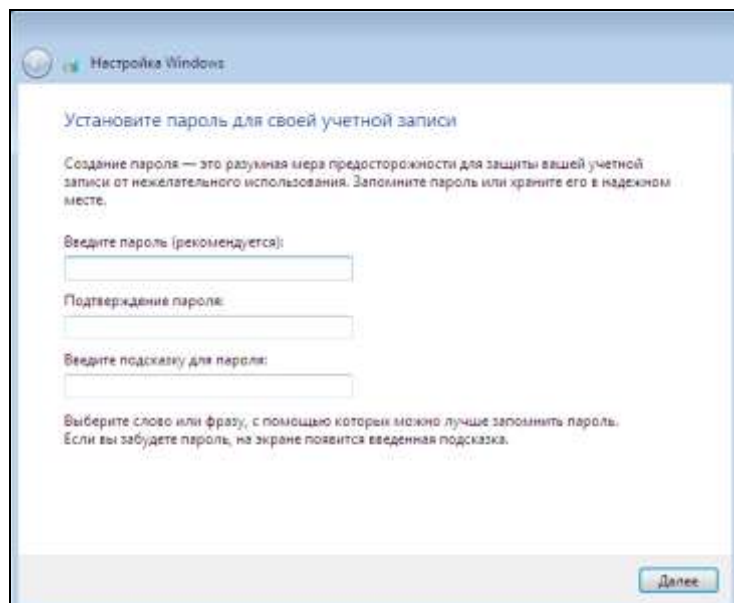 Настройка Windows
Установите пароль для своей учетной записи
Создание пароля — это разумная мера предосторожности для защиты вашей учетной
записи от нежелательного использования. Запомните пароль или храните его в надежном
месте.
Введите пароль (рекомендуется):
Подтверждение пароля:
Введите подсказку для пароля:
Выберите слово или фразу, с помощью которых можно лучше запомнить пароль.
Если вы забудете пароль, на экране появится введенная подсказка.
Далее